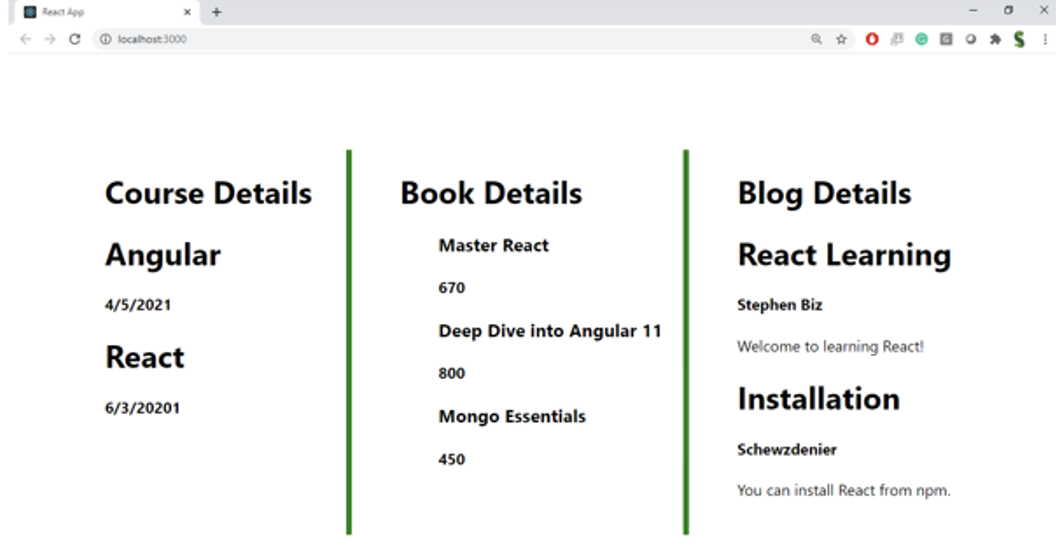 React App
localhost:3000
Course Details
Angular
4/5/2021
React
6/3/20201
Book Details
Master React
670
Deep Dive into Angular 11
800
Mongo Essentials
450
Blog Details
React Learning
Stephen Biz
Welcome to learning React!
Installation
Schewzdenier
You can install React from npm.